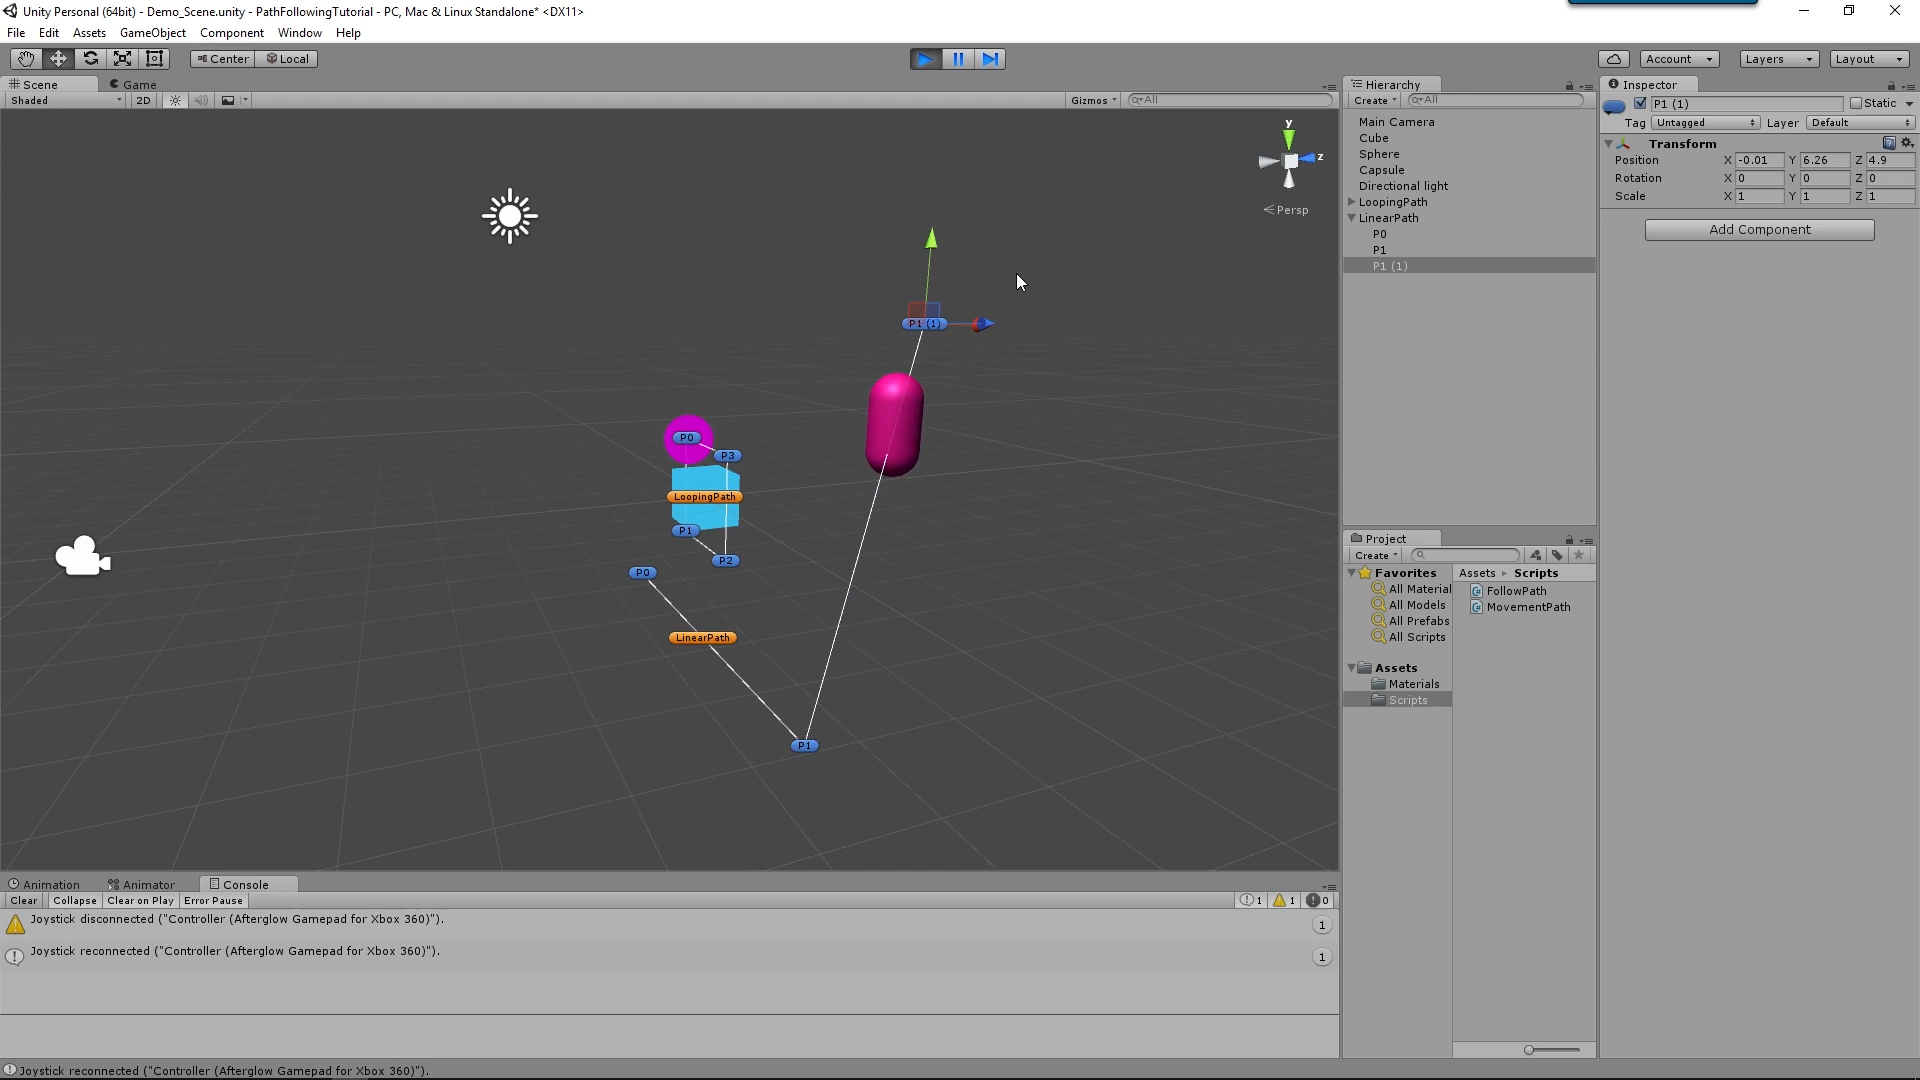 Unity Personal (64bit) - Demo_Scene.unity - PathFollowingTutorial - PC, Mac & Linux Standalone* <DX11>
File Edit Assets GameObject Component Window Help
Center Local Account Layers Layout
Scene Game
Shaded 2D Gizmos All
y
z
Persp
P1 (1)
P0
P3
LoopingPath
P1
P2
P0
LinearPath
P1
Hierarchy
Create All
Main Camera
Cube
Sphere
Capsule
Directional light
LoopingPath
LinearPath
P0
P1
P1 (1)
Inspector
P1 (1) Static
Tag Untagged Layer Default
Transform
Position X -0.01 Y 6.26 Z 4.9
Rotation X 0 Y 0 Z 0
Scale X 1 Y 1 Z 1
Add Component
Project
Create
Favorites
All Material
All Models
All Prefabs
All Scripts
Assets
Materials
Scripts
Assets Scripts
FollowPath
MovementPath
Animation Animator Console
Clear Collapse Clear on Play Error Pause 1 1 0
Joystick disconnected ("Controller (Afterglow Gamepad for Xbox 360)"). 1
Joystick reconnected ("Controller (Afterglow Gamepad for Xbox 360)"). 1
Joystick reconnected ("Controller (Afterglow Gamepad for Xbox 360)").